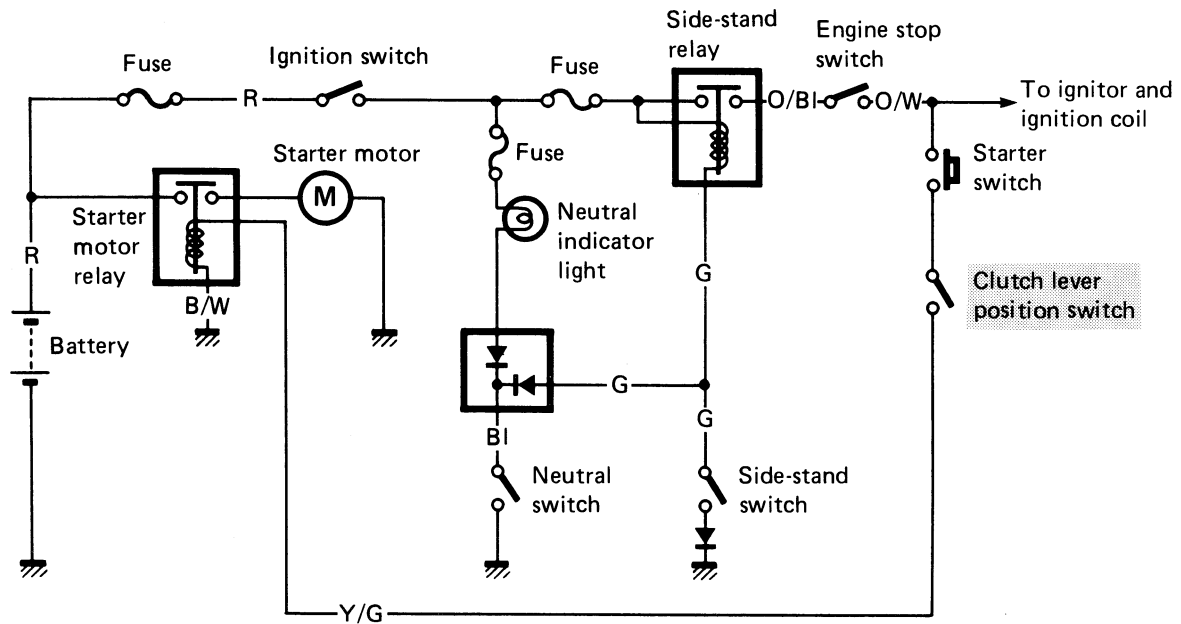 Side-stand
relay
Engine stop
switch
Fuse
Ignition switch
Fuse
R
O/Bl
O/W
To ignitor and
ignition coil
Fuse
Starter motor
M
Starter
switch
Starter
motor
relay
R
B/W
Neutral
indicator
light
G
Clutch lever
position switch
Battery
G
G
Bl
Neutral
switch
Side-stand
switch
Y/G